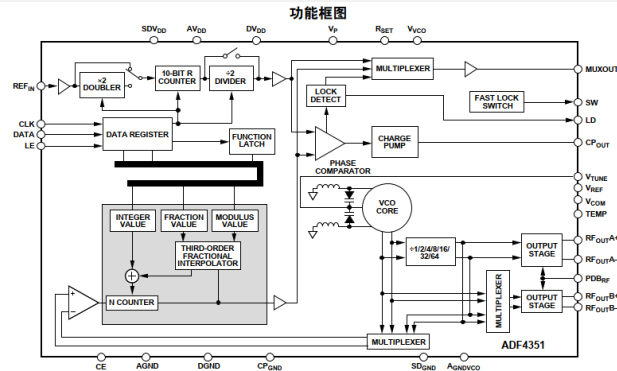 功能框图
SDVDD
AVDD
DVDD
VP
RSET
VVCO
REFIN
×2
DOUBLER
10-BIT R
COUNTER
÷2
DIVIDER
MULTIPLEXER
MUXOUT
LOCK
DETECT
FAST LOCK
SWITCH
SW
LD
CLK
DATA
LE
DATA REGISTER
FUNCTION
LATCH
CHARGE
PUMP
CPOUT
PHASE
COMPARATOR
VTUNE
VREF
VCOM
TEMP
VCO
CORE
INTEGER
VALUE
FRACTION
VALUE
MODULUS
VALUE
THIRD-ORDER
FRACTIONAL
INTERPOLATOR
+
N COUNTER
+
−
÷1/2/4/8/16/
32/64
OUTPUT
STAGE
RFOUTA+
RFOUTA–
PDBRF
MULTIPLEXER
OUTPUT
STAGE
RFOUTB+
RFOUTB–
MULTIPLEXER
ADF4351
CE
AGND
DGND
CPGND
SDGND
AGNDVCO